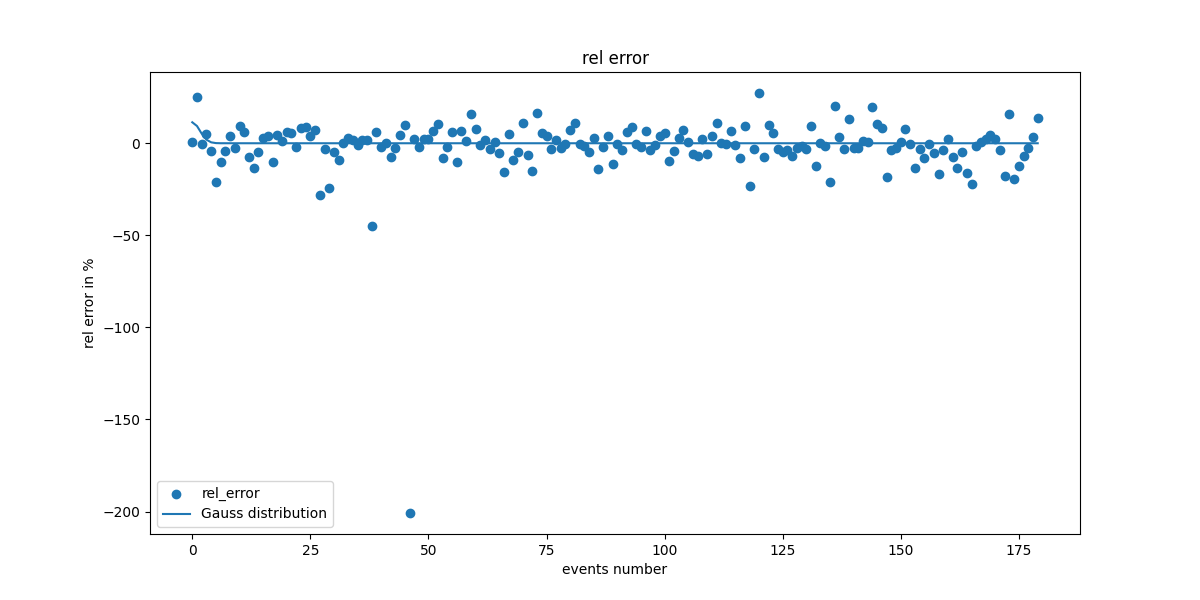 rel error
0
−50
−100
−150
−200
rel error in %
rel_error
Gauss distribution
0 25 50 75 100 125 150 175
events number